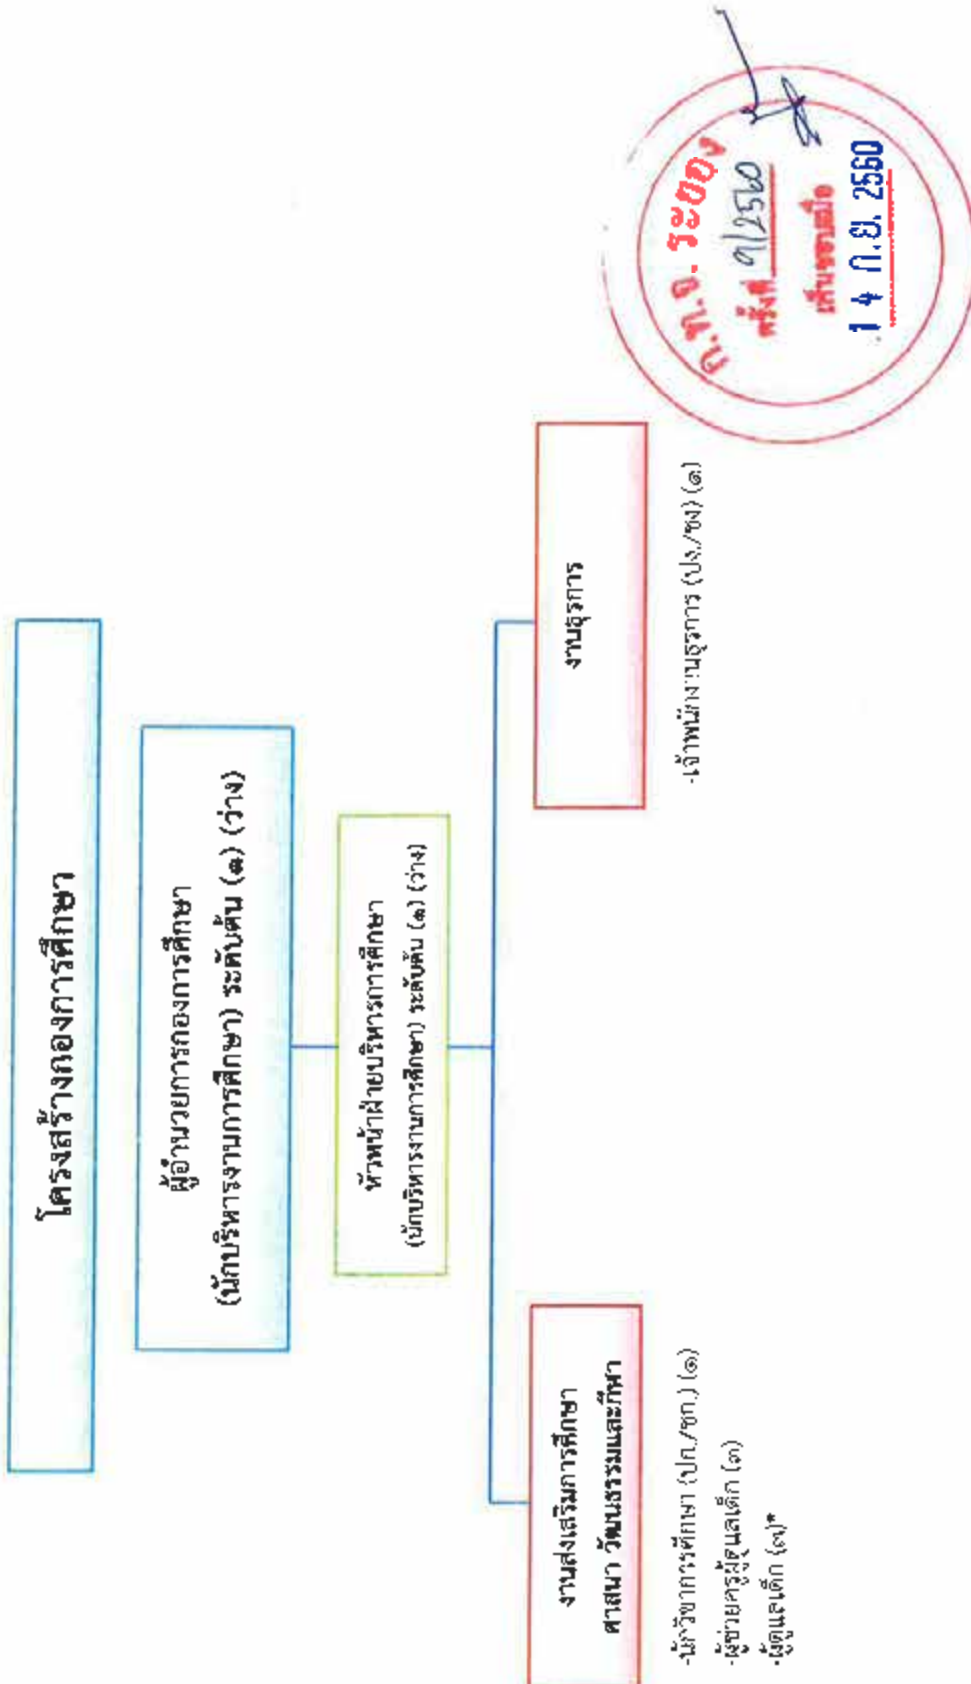 โครงสร้างกองการศึกษา
ผู้อำนวยการกองการศึกษา
(นักบริหารงานการศึกษา) ระดับต้น (๑) (ว่าง)
หัวหน้าฝ่ายบริหารการศึกษา
(นักบริหารงานการศึกษา) ระดับต้น (๑) (ว่าง)
งานส่งเสริมการศึกษา
ศาสนา วัฒนธรรมและกีฬา
-นักวิชาการศึกษา (ปก./ชก.) (๑)
-ผู้ช่วยครูผู้ดูแลเด็ก (๓)
-ผู้ดูแลเด็ก
งานธุรการ
-เจ้าพนักงานธุรการ (ปง./ชง) (๑)
ก.ท.จ. ระยอง
ครั้งที่ ๑/2560
เห็นชอบเมื่อ
14 ก.ย. 2560